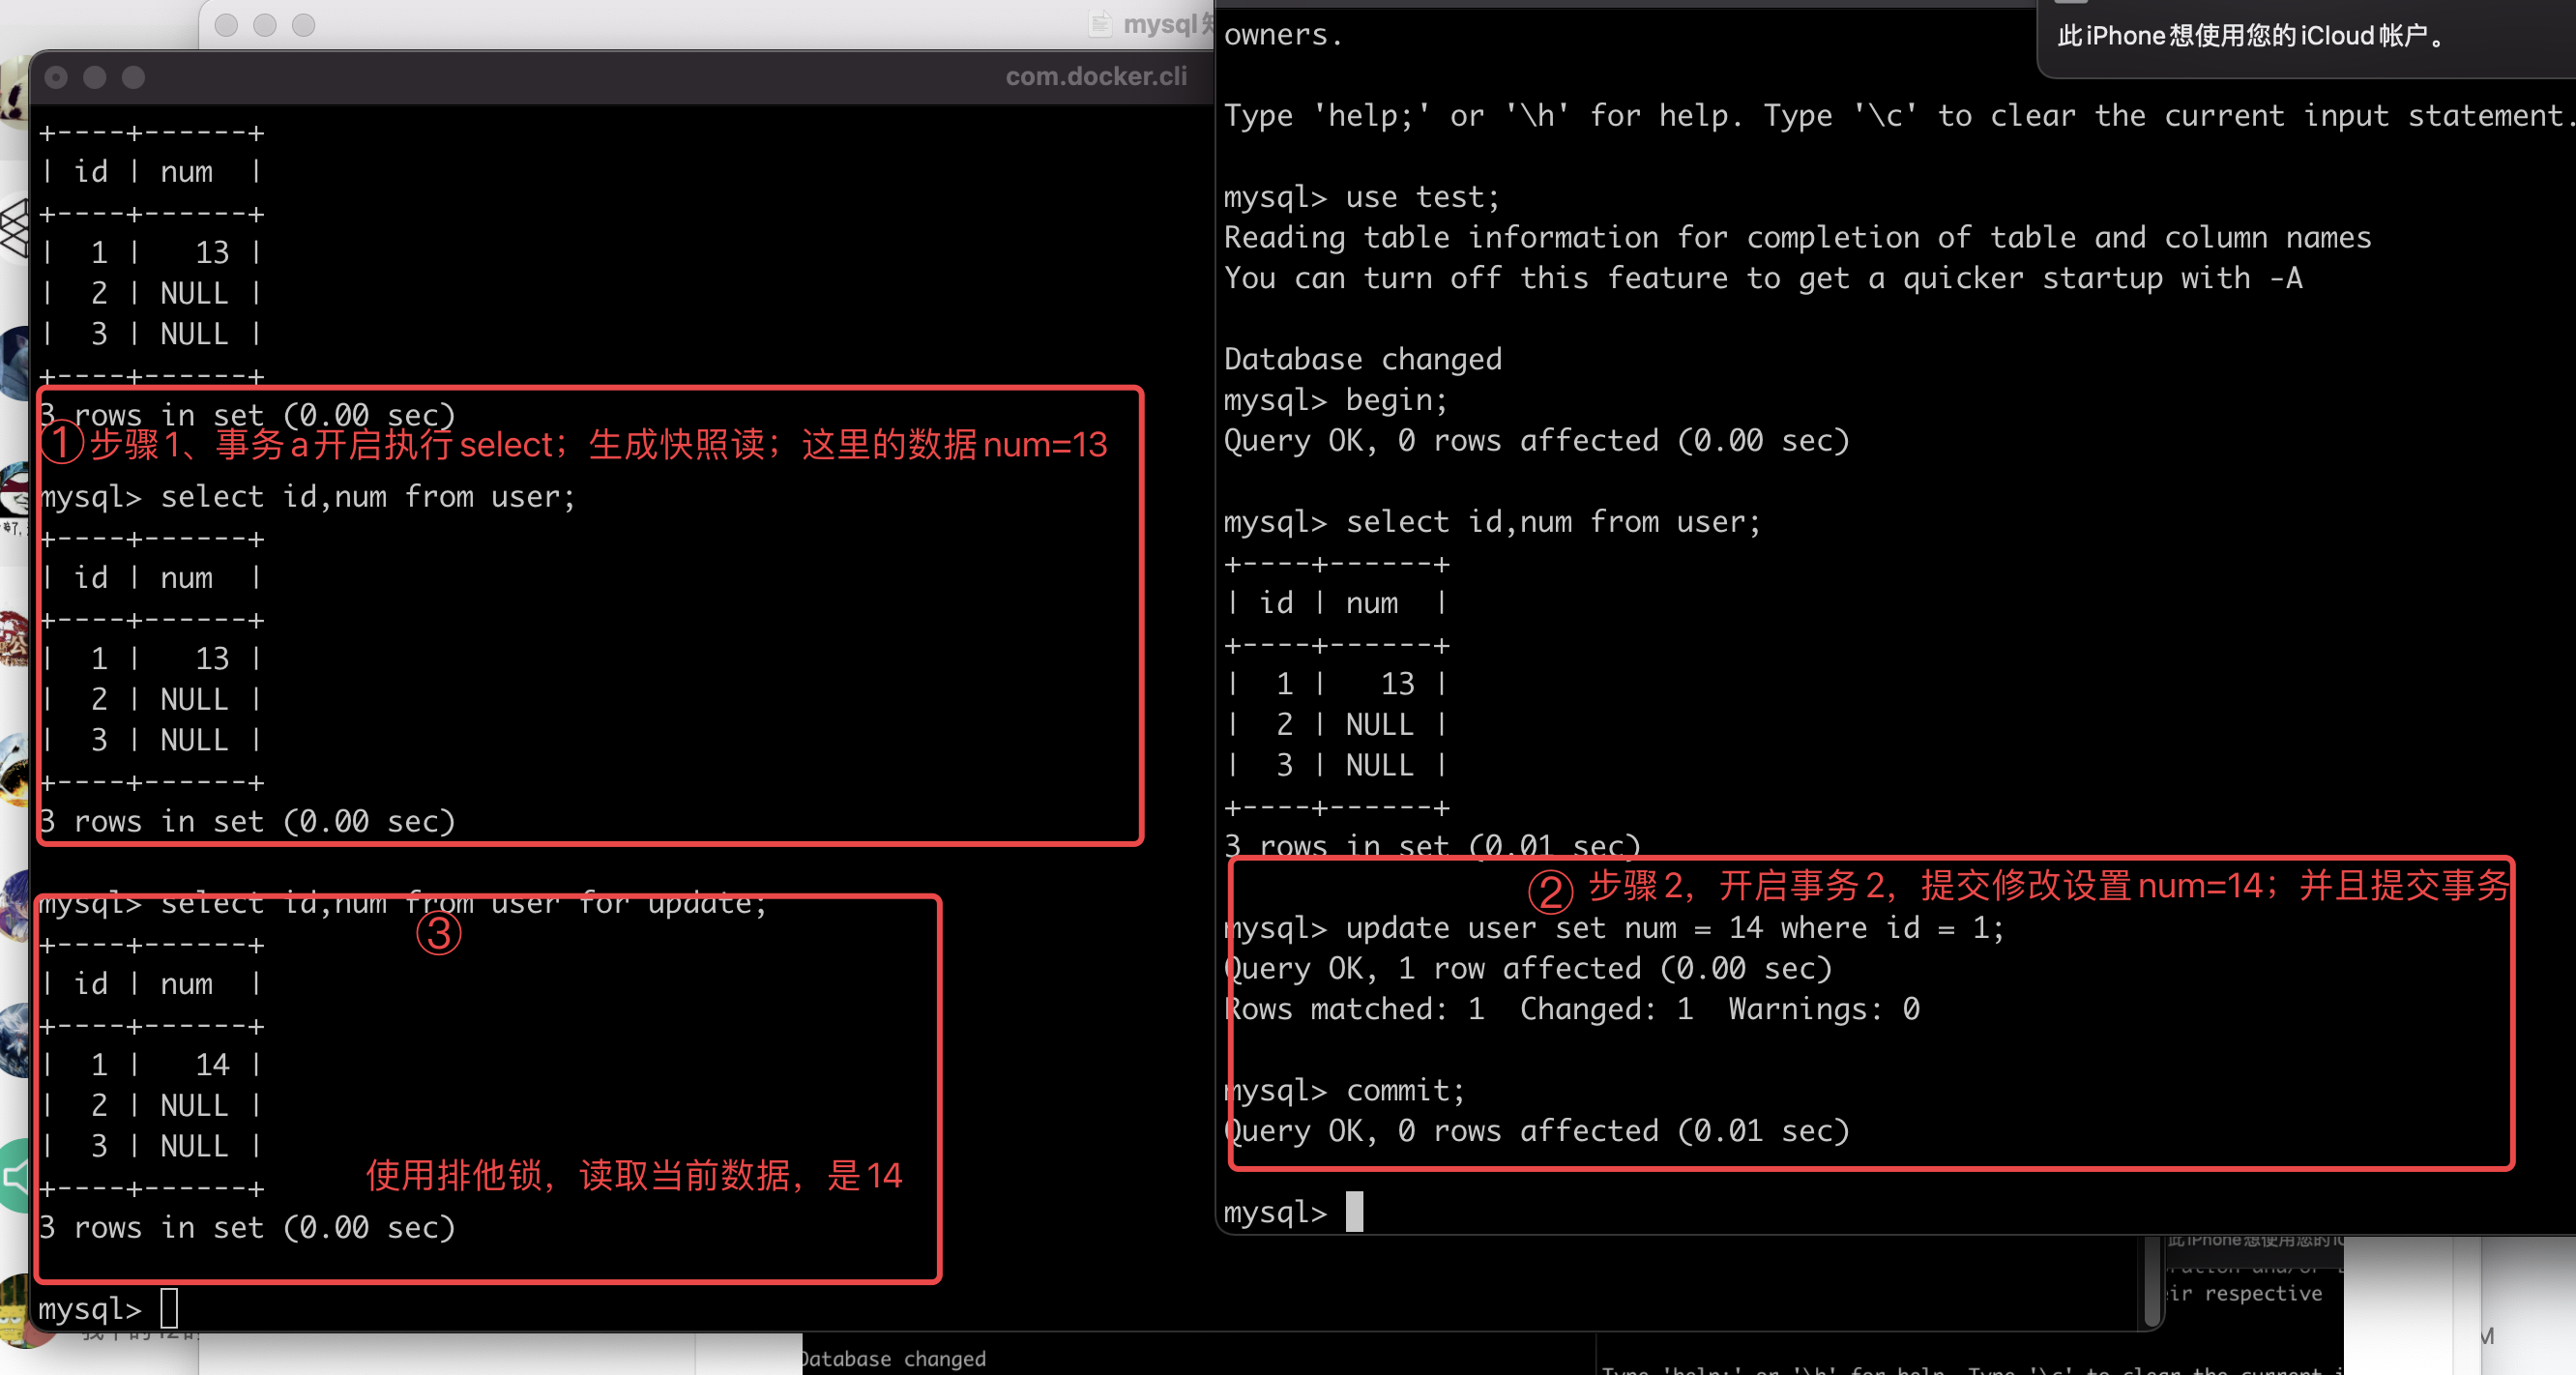 mysql
com.docker.cli
+----+------+
| id | num  |
+----+------+
|  1 |   13 |
|  2 | NULL |
|  3 | NULL |
+----+------+
3 rows in set (0.00 sec)
①步骤1、事务a开启执行select；生成快照读；这里的数据num=13
mysql> select id,num from user;
+----+------+
| id | num  |
+----+------+
|  1 |   13 |
|  2 | NULL |
|  3 | NULL |
+----+------+
3 rows in set (0.00 sec)
mysql> select id,num from user for update;
③
+----+------+
| id | num  |
+----+------+
|  1 |   14 |
|  2 | NULL |
|  3 | NULL |
+----+------+
使用排他锁，读取当前数据，是14
3 rows in set (0.00 sec)
mysql>
owners.
此iPhone想使用您的iCloud帐户。
Type 'help;' or '\h' for help. Type '\c' to clear the current input statement.
mysql> use test;
Reading table information for completion of table and column names
You can turn off this feature to get a quicker startup with -A
Database changed
mysql> begin;
Query OK, 0 rows affected (0.00 sec)
mysql> select id,num from user;
+----+------+
| id | num  |
+----+------+
|  1 |   13 |
|  2 | NULL |
|  3 | NULL |
+----+------+
3 rows in set (0.01 sec)
②步骤2，开启事务2，提交修改设置num=14；并且提交事务
mysql> update user set num = 14 where id = 1;
Query OK, 1 row affected (0.00 sec)
Rows matched: 1  Changed: 1  Warnings: 0
mysql> commit;
Query OK, 0 rows affected (0.01 sec)
mysql>
此iPhone想使用您的iC
respective
Database changed
Type 'help;' or '\h' for help. Type '\c' to clear the current i
M